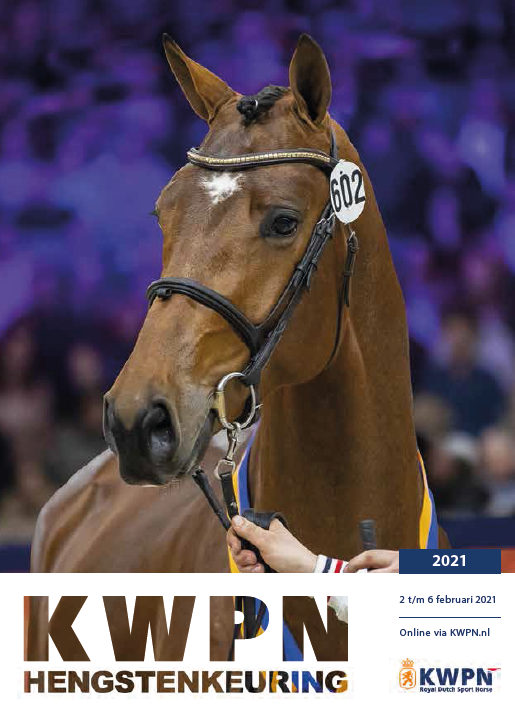 602
2021
2 t/m 6 februari 2021
Online via KWPN.nl
KWPN
HENGSTENKEURING
KWPN
Royal Dutch Sport Horse